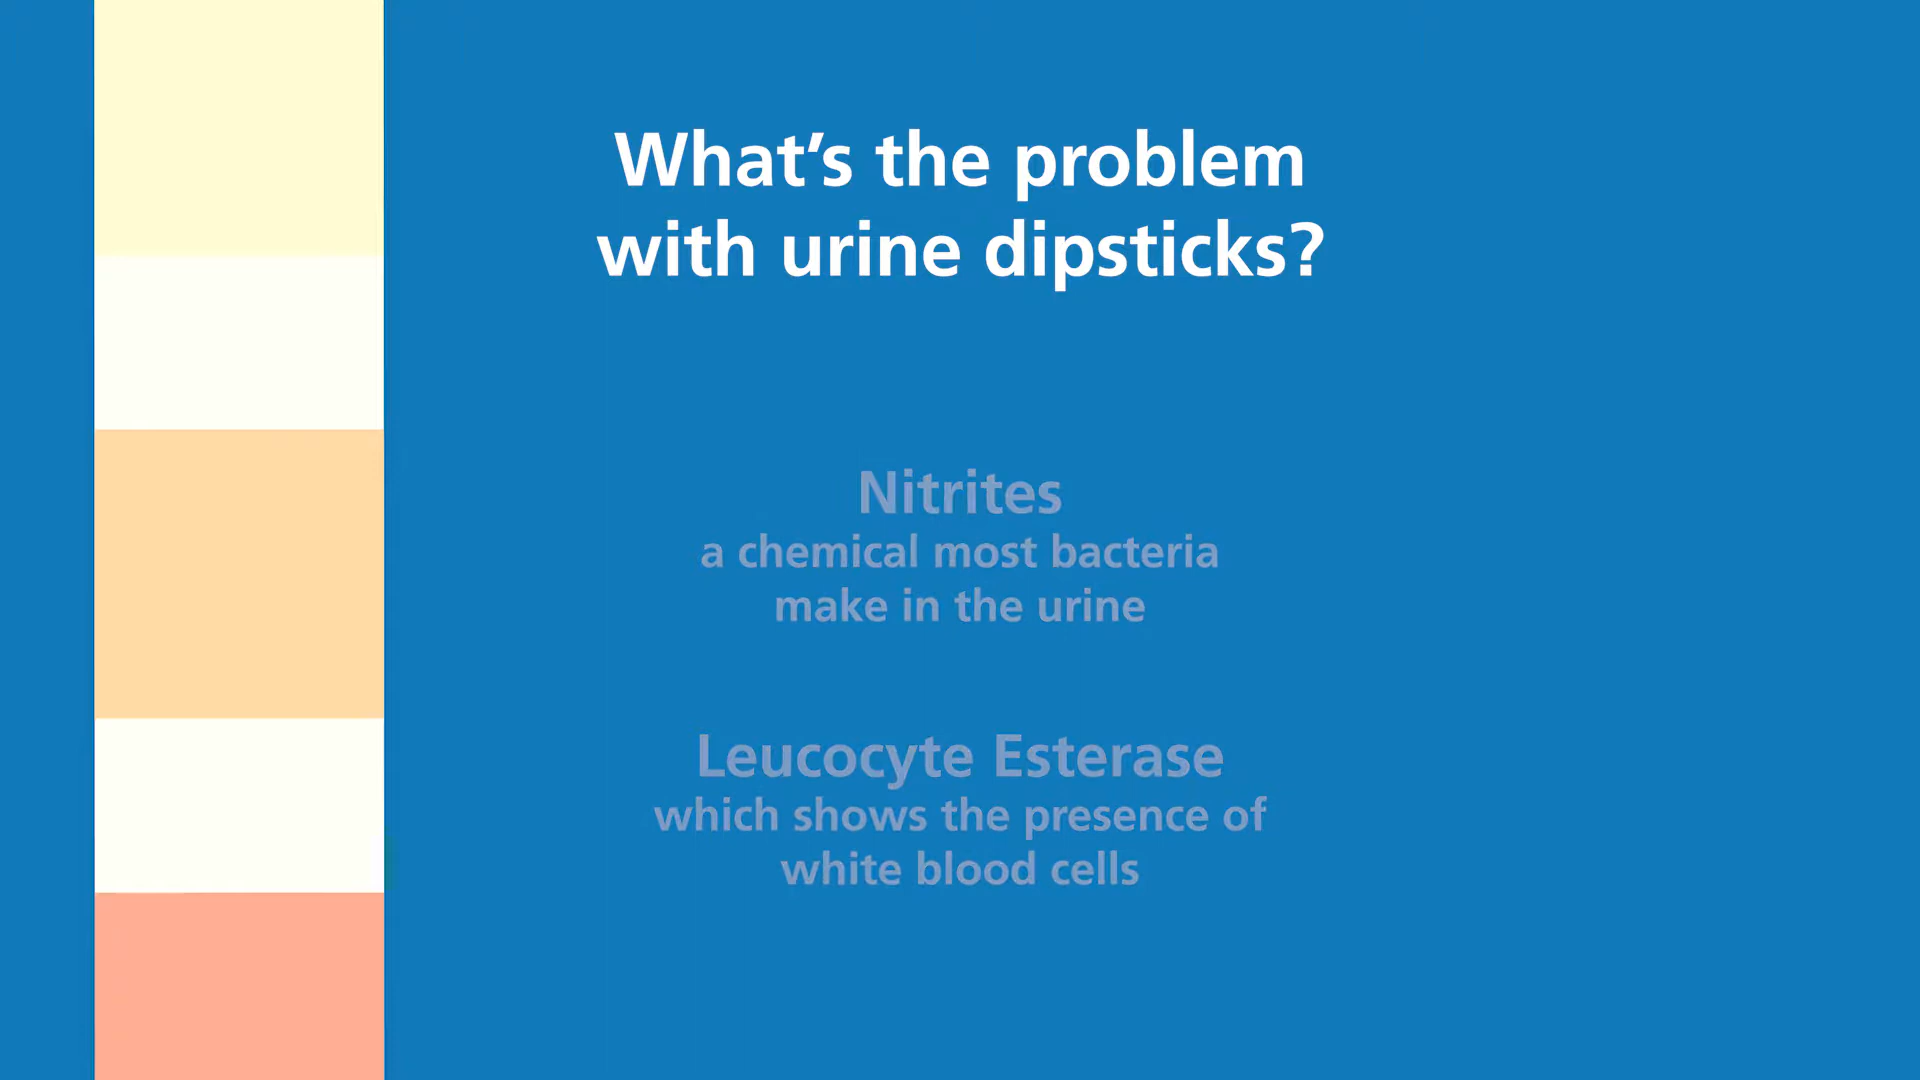 What’s the problem
with urine dipsticks?
Nitrites
a chemical most bacteria
make in the urine
Leucocyte Esterase
which shows the presence of
white blood cells